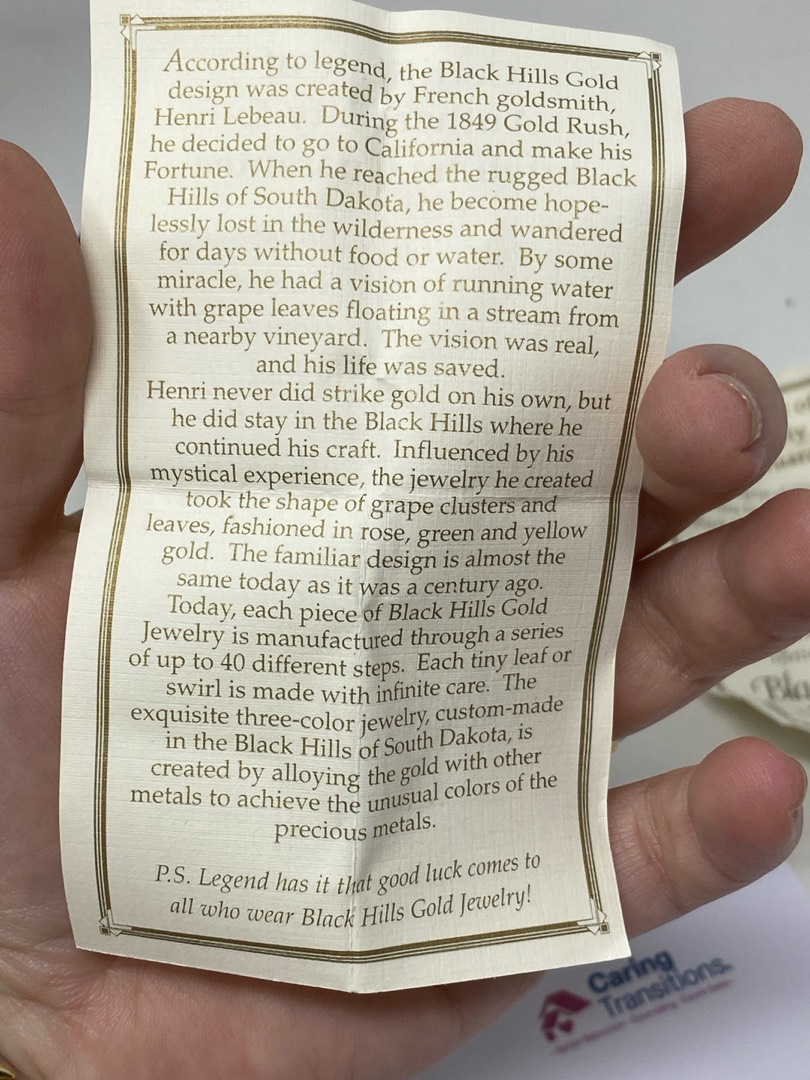 According to legend, the Black Hills Gold
design was created by French goldsmith,
Henri Lebeau. During the 1849 Gold Rush,
he decided to go to California and make his
Fortune. When he reached the rugged Black
Hills of South Dakota, he become hope-
lessly lost in the wilderness and wandered
for days without food or water. By some
miracle, he had a vision of running water
with grape leaves floating in a stream from
a nearby vineyard. The vision was real,
and his life was saved.
Henri never did strike gold on his own, but
he did stay in the Black Hills where he
continued his craft. Influenced by his
mystical experience, the jewelry he created
took the shape of grape clusters and
leaves, fashioned in rose, green and yellow
gold. The familiar design is almost the
same today as it was a century ago.
Today, each piece of Black Hills Gold
Jewelry is manufactured through a series
of up to 40 different steps. Each tiny leaf or
swirl is made with infinite care. The
exquisite three-color jewelry, custom-made
in the Black Hills of South Dakota, is
created by alloying the gold with other
metals to achieve the unusual colors of the
precious metals.
P.S. Legend has it that good luck comes to
all who wear Black Hills Gold Jewelry!
Caring
Transitions.